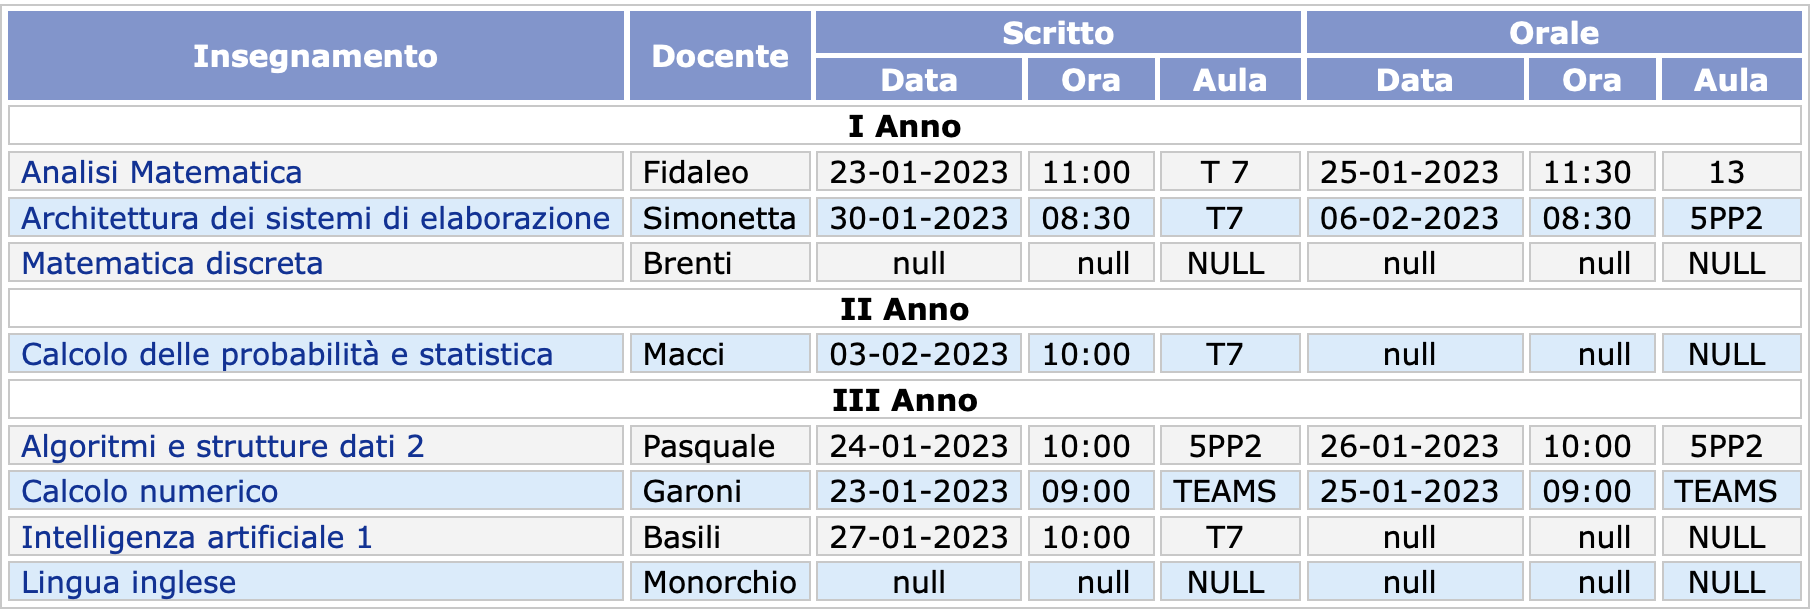 Insegnamento Docente Scritto Orale
Data Ora Aula Data Ora Aula
I Anno
Analisi Matematica Fidaleo 23-01-2023 11:00 T 7 25-01-2023 11:30 13
Architettura dei sistemi di elaborazione Simonetta 30-01-2023 08:30 T7 06-02-2023 08:30 5PP2
Matematica discreta Brenti null null NULL null null NULL
II Anno
Calcolo delle probabilità e statistica Macci 03-02-2023 10:00 T7 null null NULL
III Anno
Algoritmi e strutture dati 2 Pasquale 24-01-2023 10:00 5PP2 26-01-2023 10:00 5PP2
Calcolo numerico Garoni 23-01-2023 09:00 TEAMS 25-01-2023 09:00 TEAMS
Intelligenza artificiale 1 Basili 27-01-2023 10:00 T7 null null NULL
Lingua inglese Monorchio null null NULL null null NULL